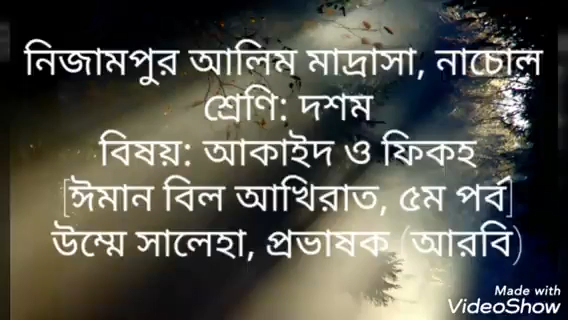 নিজামপুর আলিম মাদ্রাসা, নাচোল
শ্রেণি: দশম
বিষয়: আকাইদ ও ফিকহ
[ঈমান বিল আখিরাত, ৫ম পর্ব]
উম্মে সালেহা, প্রভাষক (আরবি)
Made with
VideoShow